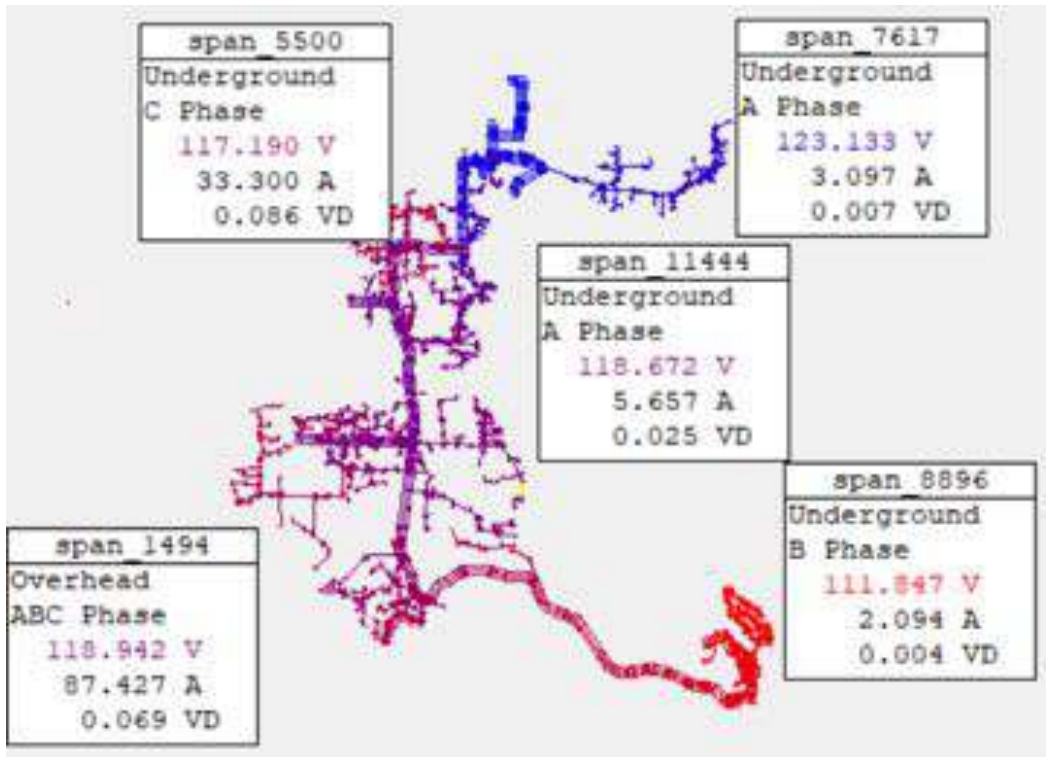 span_5500
Underground
C Phase
117.190 V
33.300 A
0.086 VD
span_7617
Underground
A Phase
123.133 V
3.097 A
0.007 VD
span_11444
Underground
A Phase
118.672 V
5.657 A
0.025 VD
span_8896
Underground
B Phase
111.847 V
2.094 A
0.004 VD
span_1494
Overhead
ABC Phase
118.942 V
87.427 A
0.069 VD